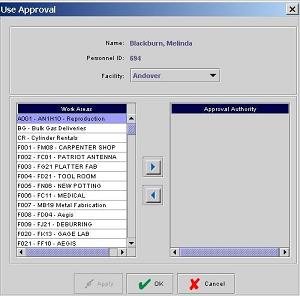 Use Approval
Name: Blackburn, Melinda
Personnel ID: 694
Facility: Andover
Work Areas
Approval Authority
A001 - AN1H10 - Reproduction
BG - Bulk Gas Deliveries
CR - Cylinder Rentals
F001 - FM08 - CARPENTER SHOP
F002 - FC01 - PATRIOT ANTENNA
F003 - FG21 PLATTER FAB
F004 - FD21 - TOOL ROOM
F005 - FN08 - NEW POTTING
F006 - FC11 - MEDICAL
F007 - MB19 Metal Fabrication
F008 - FD04 - Aegis
F009 - FJ21 - DEBURRING
F020 - FK13 - GAGE LAB
F021 - FF10 - AEGIS
Apply
OK
Cancel